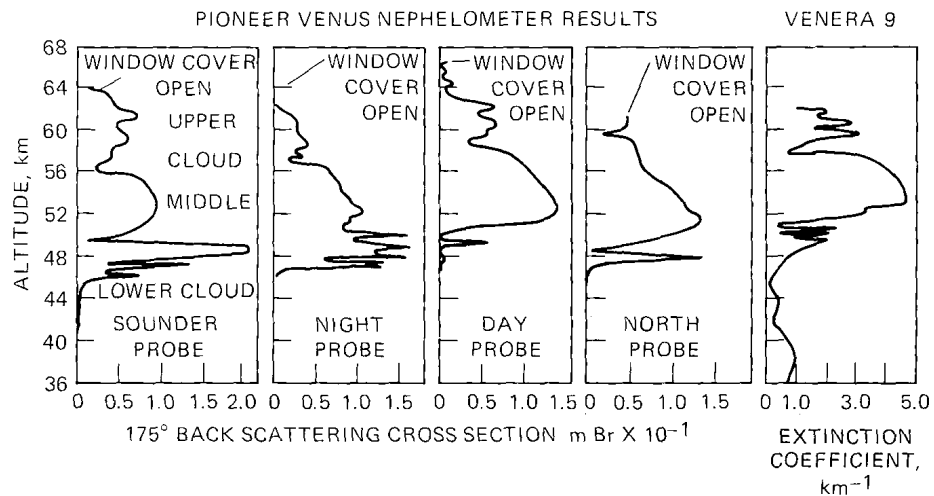 PIONEER VENUS NEPHELOMETER RESULTS
VENERA 9
68
64
60
56
52
48
44
40
36
ALTITUDE, km
WINDOW COVER
OPEN
UPPER
CLOUD
MIDDLE
LOWER CLOUD
SOUNDER
PROBE
WINDOW
COVER
OPEN
NIGHT
PROBE
WINDOW
COVER
OPEN
DAY
PROBE
WINDOW
COVER
OPEN
NORTH
PROBE
0 0.5 1.0 1.5 2.0
0 0.5 1.0 1.5
0 0.5 1.0 1.5
0 0.5 1.0 1.5
0 1.0 3.0 5.0
175° BACK SCATTERING CROSS SECTION m Br X 10⁻¹
EXTINCTION
COEFFICIENT,
km⁻¹